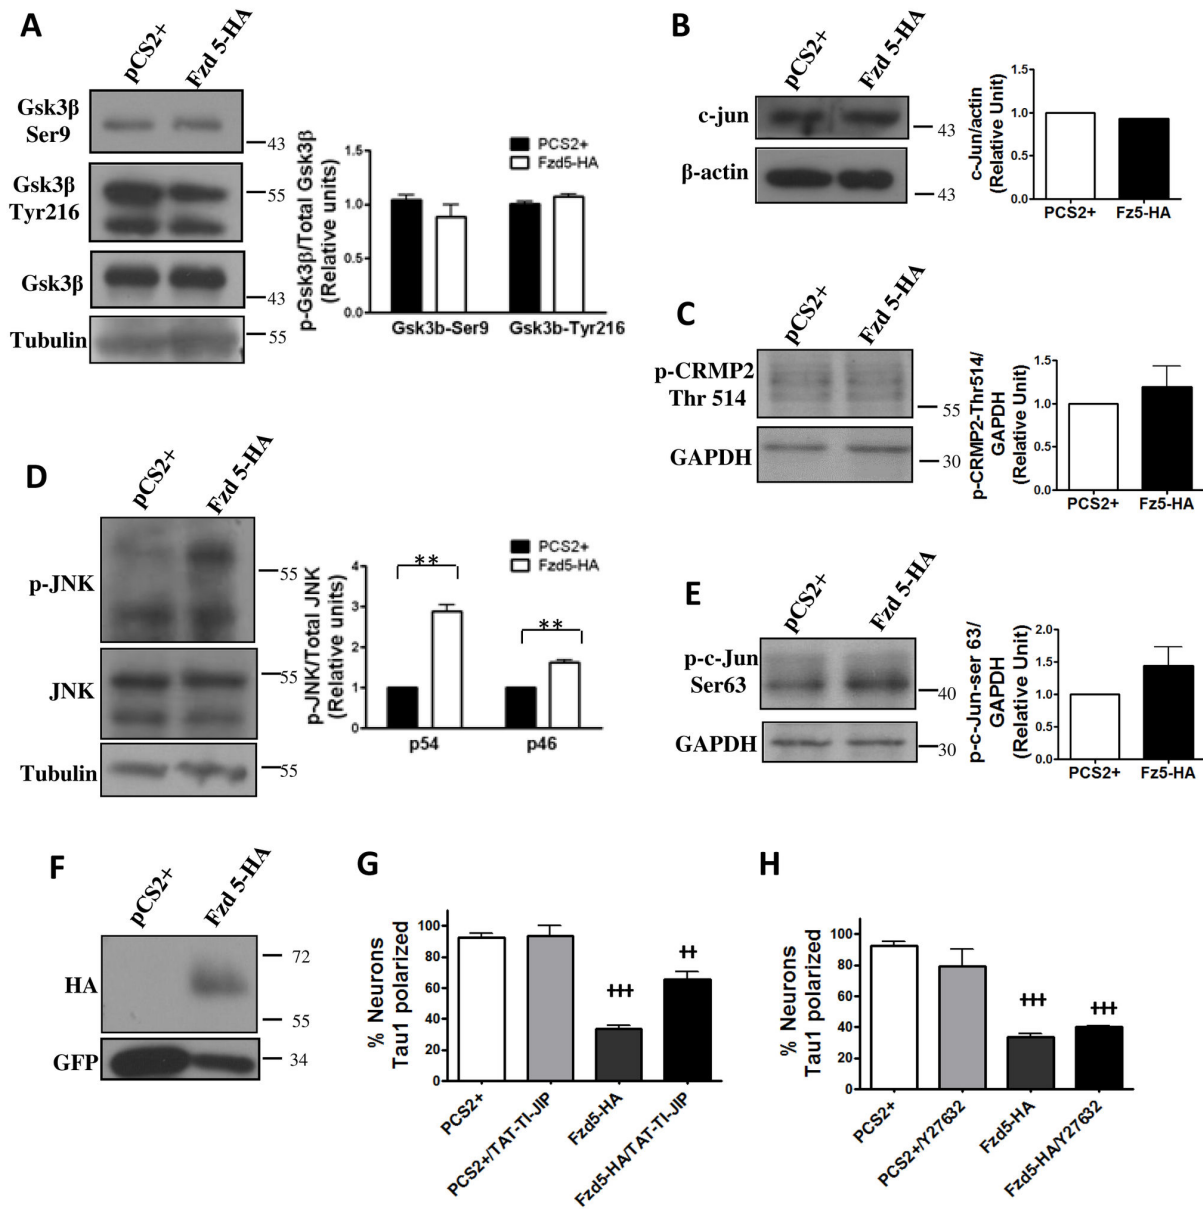 A
pCS2+
Fzd 5-HA
Gsk3β
Ser9
43
Gsk3β
Tyr216
55
Gsk3β
43
Tubulin
55
p-Gsk3β/Total Gsk3β
(Relative units)
1.5
1.0
0.5
0.0
PCS2+
Fzd5-HA
Gsk3b-Ser9
Gsk3b-Tyr216
B
pCS2+
Fzd 5-HA
c-jun
43
β-actin
43
c-Jun/actin
(Relative Unit)
1.5
1.0
0.5
0.0
PCS2+
Fz5-HA
C
pCS2+
Fzd 5-HA
p-CRMP2
Thr 514
55
GAPDH
30
p-CRMP2-Thr514/
GAPDH
(Relative Unit)
1.5
1.0
0.5
0.0
PCS2+
Fz5-HA
D
pCS2+
Fzd 5-HA
p-JNK
55
JNK
55
Tubulin
55
p-JNK/Total JNK
(Relative units)
4
3
2
1
0
PCS2+
Fzd5-HA
**
**
p54
p46
E
pCS2+
Fzd 5-HA
p-c-Jun
Ser63
40
GAPDH
30
p-c-Jun-ser 63/
GAPDH
(Relative Unit)
2.0
1.5
1.0
0.5
0.0
PCS2+
Fz5-HA
F
pCS2+
Fzd 5-HA
HA
72
55
GFP
34
G
% Neurons
Tau1 polarized
100
80
60
40
20
0
ƚƚƚ
ƚƚ
PCS2+
PCS2+/TAT-TI-JIP
Fzd5-HA
Fzd5-HA/TAT-TI-JIP
H
% Neurons
Tau1 polarized
100
80
60
40
20
0
ƚƚƚ
ƚƚƚ
PCS2+
PCS2+/Y27632
Fzd5-HA
Fzd5-HA/Y27632